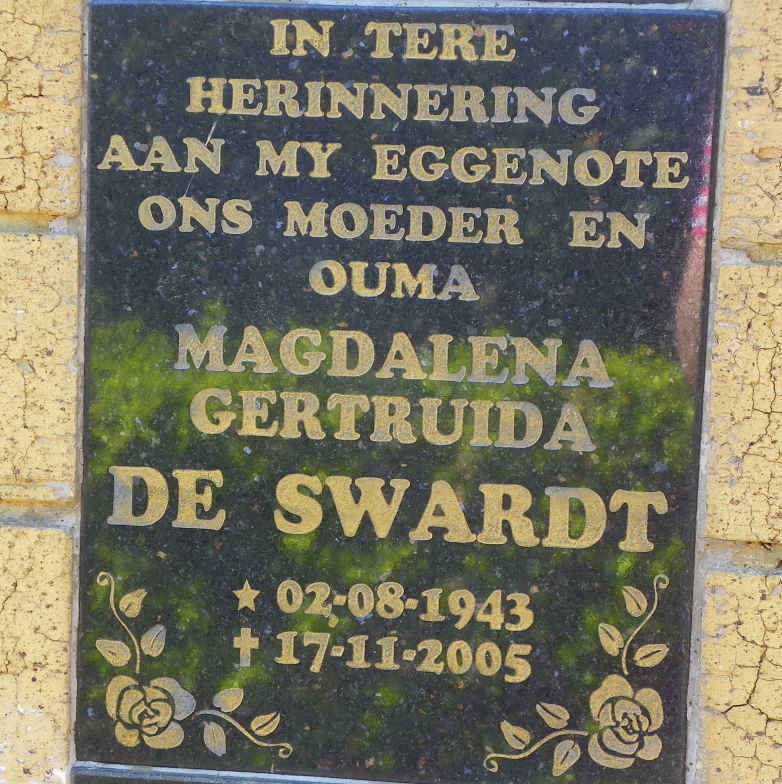 IN TERE
HERINNERING
AAN MY EGGENOTE
ONS MOEDER EN
OUMA
MAGDALENA
GERTRUIDA
DE SWARDT
02-08-1943
17-11-2005